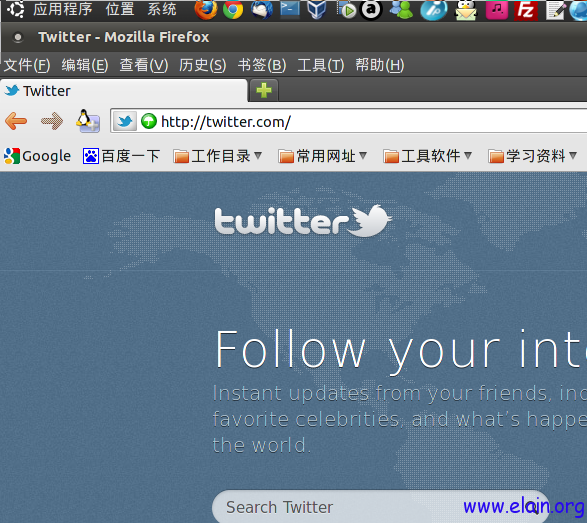 应用程序 位置 系统
Twitter - Mozilla Firefox
文件(F) 编辑(E) 查看(V) 历史(S) 书签(B) 工具(T) 帮助(H)
Twitter
http://twitter.com/
Google 百度一下 工作目录 常用网址 工具软件 学习资料
twitter
Follow your int
Instant updates from your friends, ind
favorite celebrities, and what's happe
the world.
Search Twitter
www.elain.org